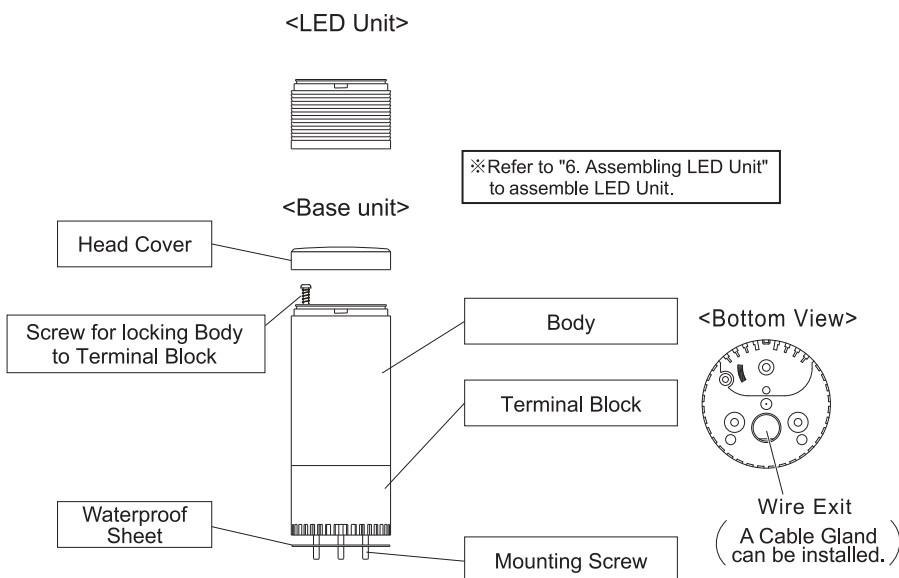 <LED Unit>
※Refer to "6. Assembling LED Unit"
to assemble LED Unit.
<Base unit>
Head Cover
Screw for locking Body
to Terminal Block
Body
<Bottom View>
Terminal Block
Waterproof
Sheet
Mounting Screw
Wire Exit
(A Cable Gland
can be installed.)